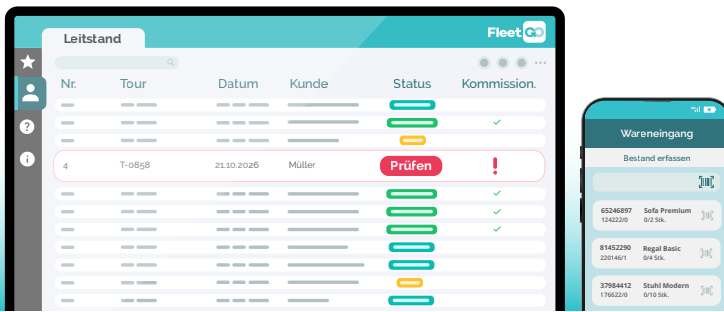 Leitstand
Fleet GO
Nr. Tour Datum Kunde Status Kommission.
4 T-0858 21.10.2026 Müller Prüfen !
Wareneingang
Bestand erfassen
65246897 Sofa Premium
124222/0 0/2 Stk.
81452290 Regal Basic
220146/1 0/4 Stk.
37984412 Stuhl Modern
176622/0 0/10 Stk.